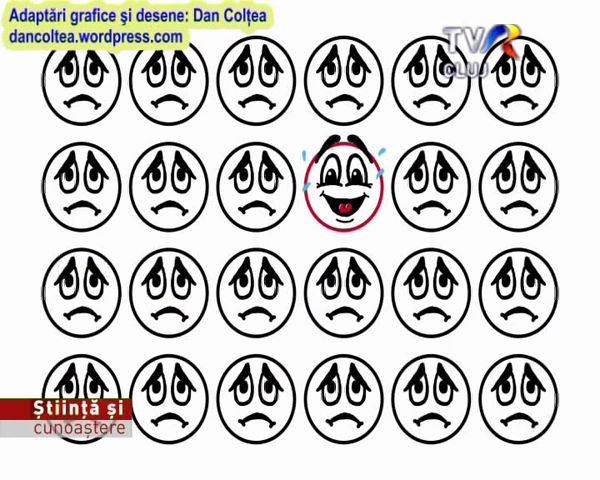 Adaptări grafice şi desene: Dan Colţea
dancoltea.wordpress.com
TVR
CLUJ
Ştiinţă şi
cunoaştere